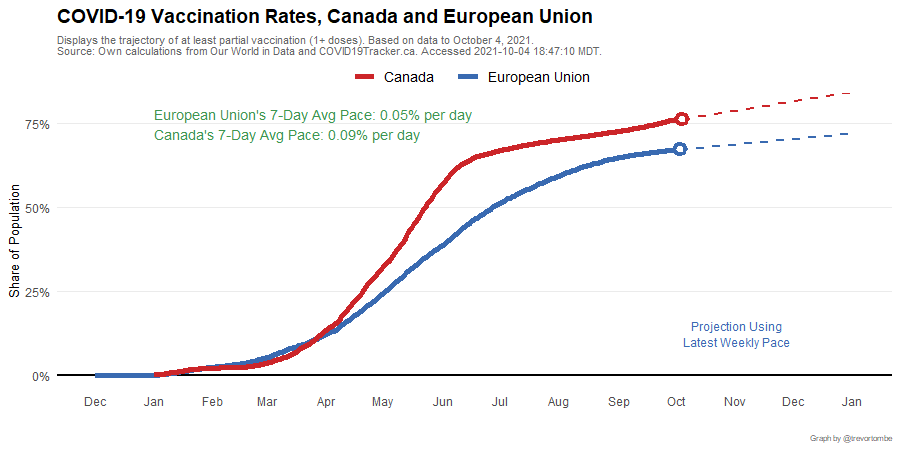 COVID-19 Vaccination Rates, Canada and European Union
Displays the trajectory of at least partial vaccination (1+ doses). Based on data to October 4, 2021.
Source: Own calculations from Our World in Data and COVID19Tracker.ca. Accessed 2021-10-04 18:47:10 MDT.
Canada
European Union
European Union's 7-Day Avg Pace: 0.05% per day
Canada's 7-Day Avg Pace: 0.09% per day
Share of Population
75%
50%
25%
0%
Projection Using
Latest Weekly Pace
Dec Jan Feb Mar Apr May Jun Jul Aug Sep Oct Nov Dec Jan
Graph by @trevortombe